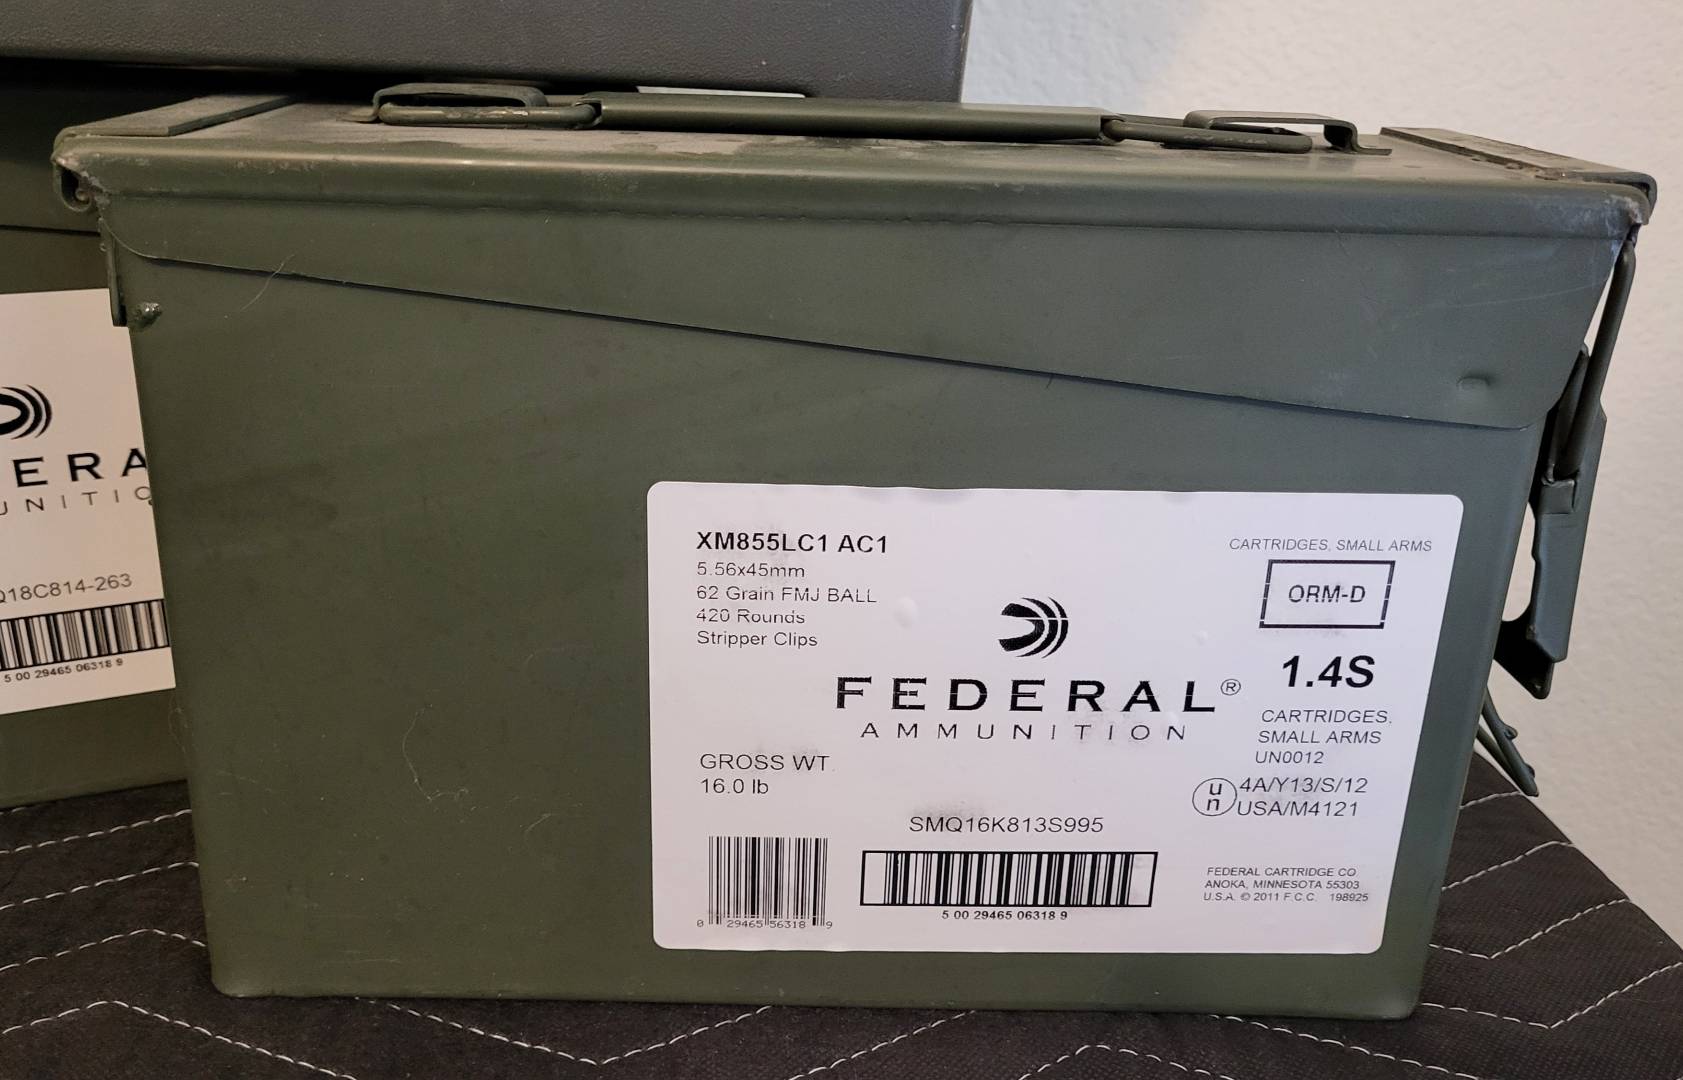 ERA
UNITIO
Q18C814-263
5 00 29465 06318 9
XM855LC1 AC1
5.56x45mm
62 Grain FMJ BALL
420 Rounds
Stripper Clips
CARTRIDGES, SMALL ARMS
ORM-D
1.4S
FEDERAL®
AMMUNITION
CARTRIDGES,
SMALL ARMS
UN0012
un 4A/Y13/S/12
USA/M4121
GROSS WT.
16.0 lb
SMQ16K813S995
0 29465 56318 9
5 00 29465 06318 9
FEDERAL CARTRIDGE CO
ANOKA, MINNESOTA 55303
U.S.A. © 2011 F.C.C. 198925